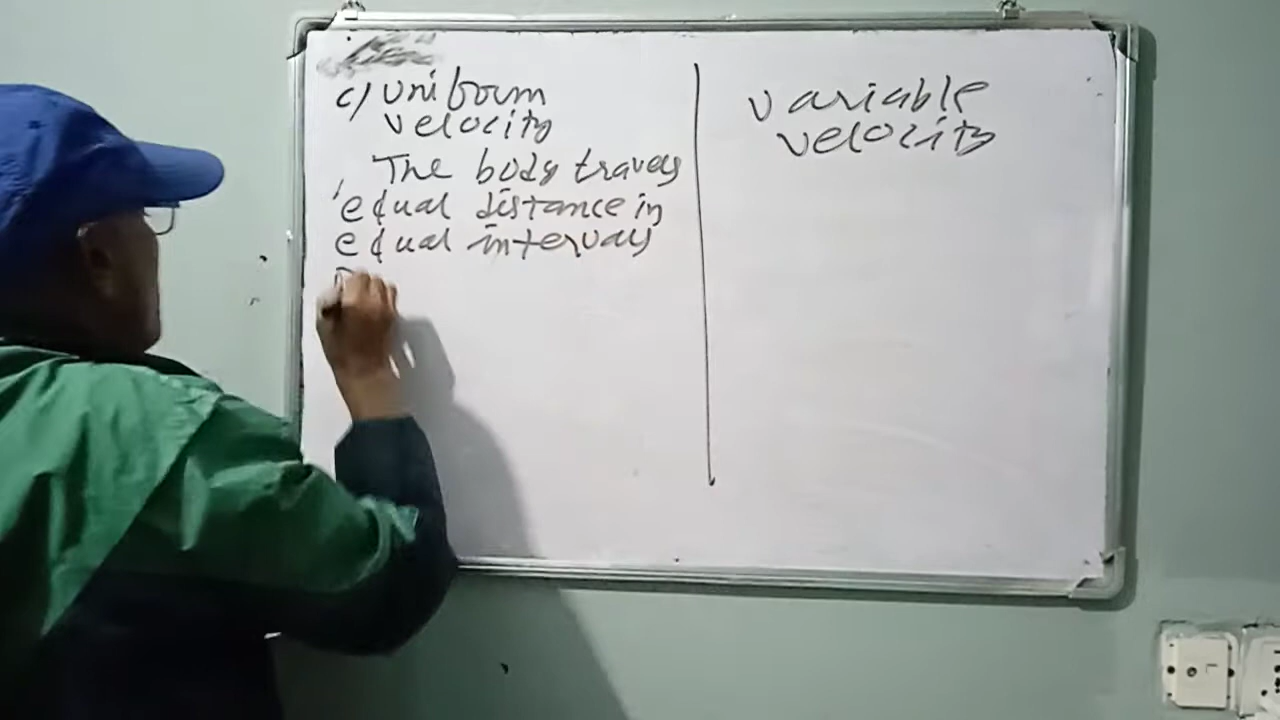 c) uniform
velocity
The body travels
equal distance in
equal intervals
variable
velocity